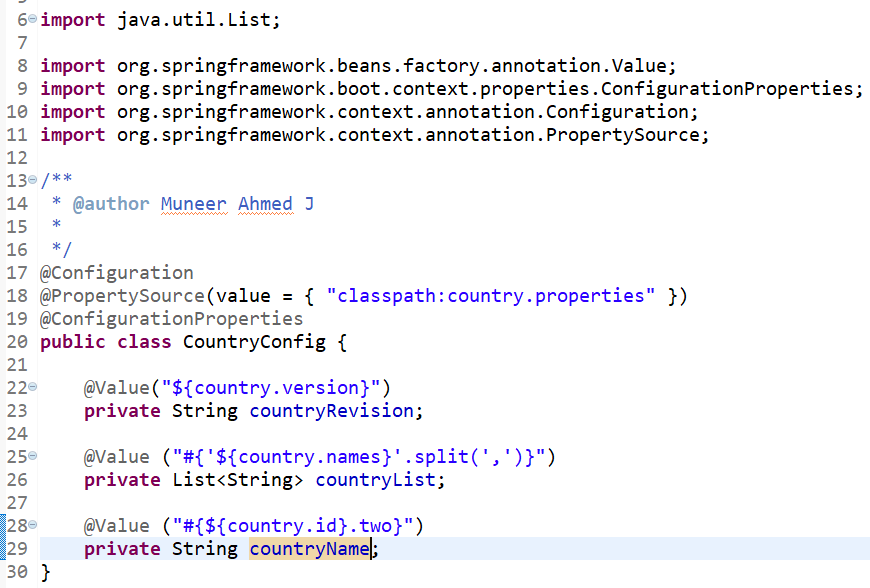 6 import java.util.List;
7
8 import org.springframework.beans.factory.annotation.Value;
9 import org.springframework.boot.context.properties.ConfigurationProperties;
10 import org.springframework.context.annotation.Configuration;
11 import org.springframework.context.annotation.PropertySource;
12
13 /**
14  * @author Muneer Ahmed J
15  *
16  */
17 @Configuration
18 @PropertySource(value = { "classpath:country.properties" })
19 @ConfigurationProperties
20 public class CountryConfig {
21
22     @Value("${country.version}")
23     private String countryRevision;
24
25     @Value ("#{'${country.names}'.split(',')}")
26     private List<String> countryList;
27
28     @Value ("#{${country.id}.two}")
29     private String countryName;
30 }